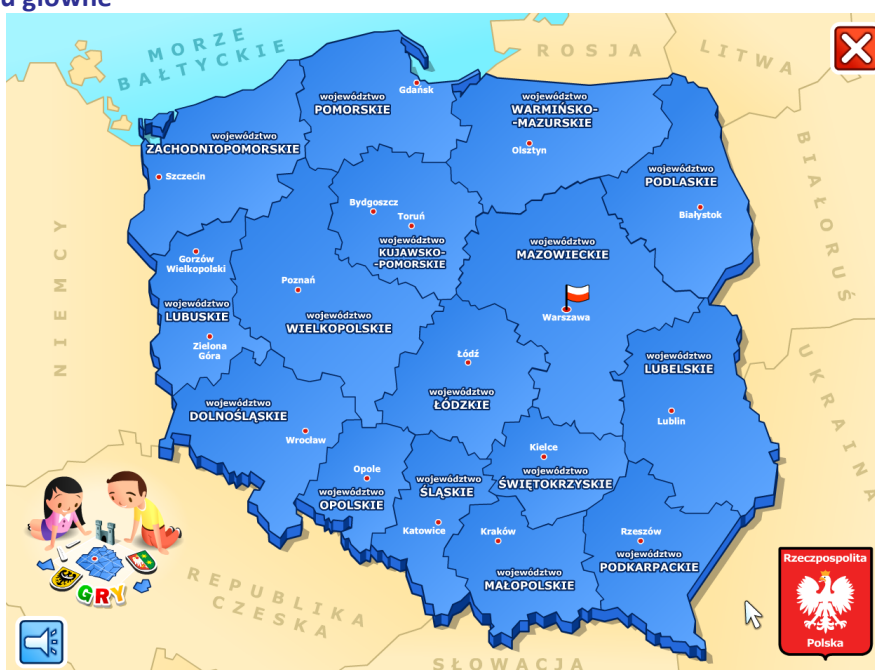 u główne
MORZE
BAŁTYCKIE
ROSJA
LITWA
BIAŁORUŚ
UKRAINA
SŁOWACJA
REPUBLIKA
CZESKA
NIEMCY
województwo
POMORSKIE
Gdańsk
województwo
WARMIŃSKO-
-MAZURSKIE
Olsztyn
województwo
ZACHODNIOPOMORSKIE
Szczecin
województwo
PODLASKIE
Białystok
Bydgoszcz
Toruń
województwo
KUJAWSKO-
-POMORSKIE
województwo
MAZOWIECKIE
Warszawa
Gorzów
Wielkopolski
województwo
LUBUSKIE
Zielona
Góra
Poznań
województwo
WIELKOPOLSKIE
Łódź
województwo
ŁÓDZKIE
województwo
LUBELSKIE
Lublin
województwo
DOLNOŚLĄSKIE
Wrocław
Opole
województwo
OPOLSKIE
województwo
ŚLĄSKIE
Katowice
Kielce
województwo
ŚWIĘTOKRZYSKIE
Kraków
województwo
MAŁOPOLSKIE
Rzeszów
województwo
PODKARPACKIE
GRY
Rzeczpospolita
Polska